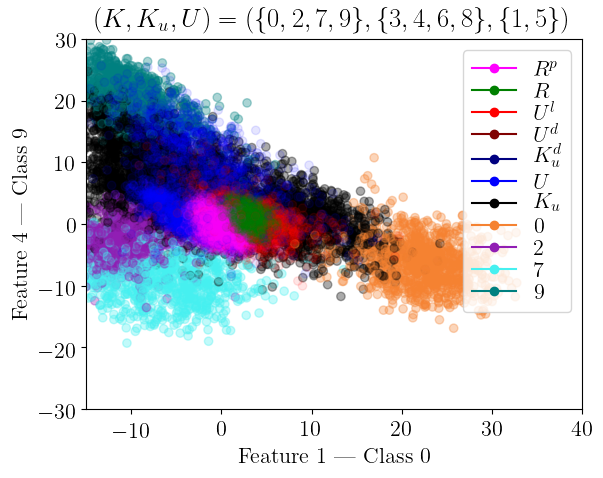 (K, K_u, U) = ({0, 2, 7, 9}, {3, 4, 6, 8}, {1, 5})
30
20
10
0
−10
−20
−30
Feature 4 — Class 9
R^p
R
U^l
U^d
K_u^d
U
K_u
0
2
7
9
−10
0
10
20
30
40
Feature 1 — Class 0